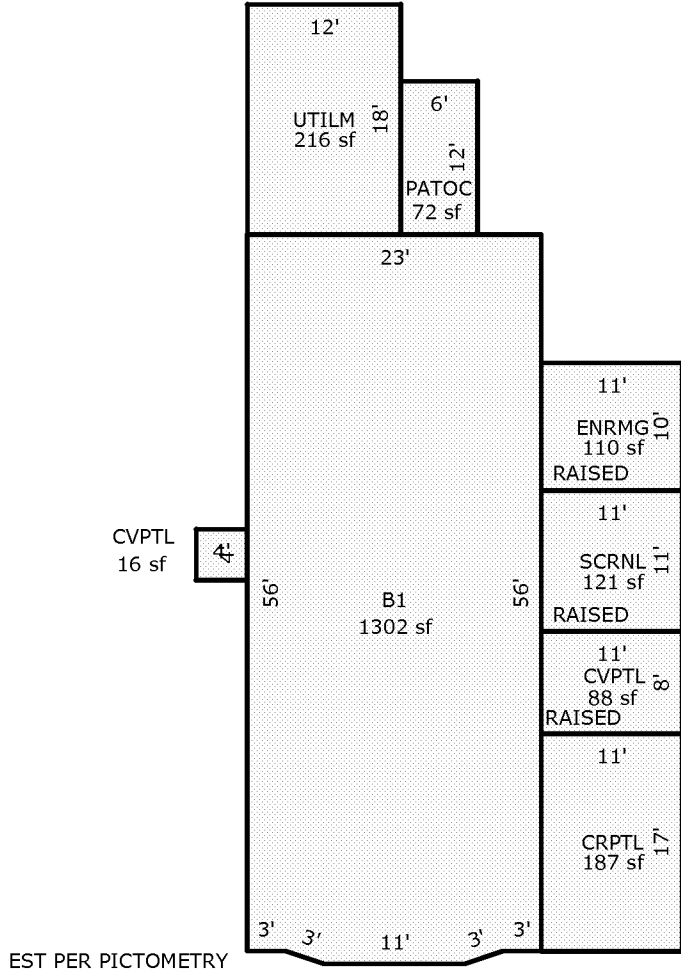 12'
UTILM
216 sf
18'
6'
12'
PATOC
72 sf
23'
11'
ENRMG
110 sf
10'
RAISED
11'
SCRNL
121 sf
11'
RAISED
CVPTL
16 sf
4'
4'
56'
B1
1302 sf
56'
11'
CVPTL
88 sf
8'
RAISED
11'
CRPTL
187 sf
17'
3'
3'
11'
3'
3'
EST PER PICTOMETRY